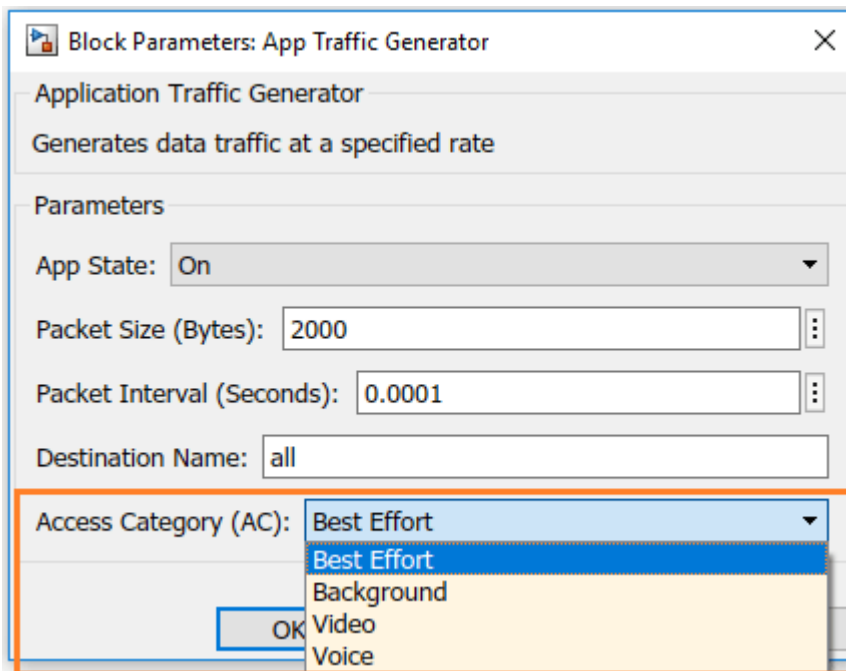 Block Parameters: App Traffic Generator
Application Traffic Generator
Generates data traffic at a specified rate
Parameters
App State: On
Packet Size (Bytes): 2000
Packet Interval (Seconds): 0.0001
Destination Name: all
Access Category (AC): Best Effort
Best Effort
Background
OK Video
Voice